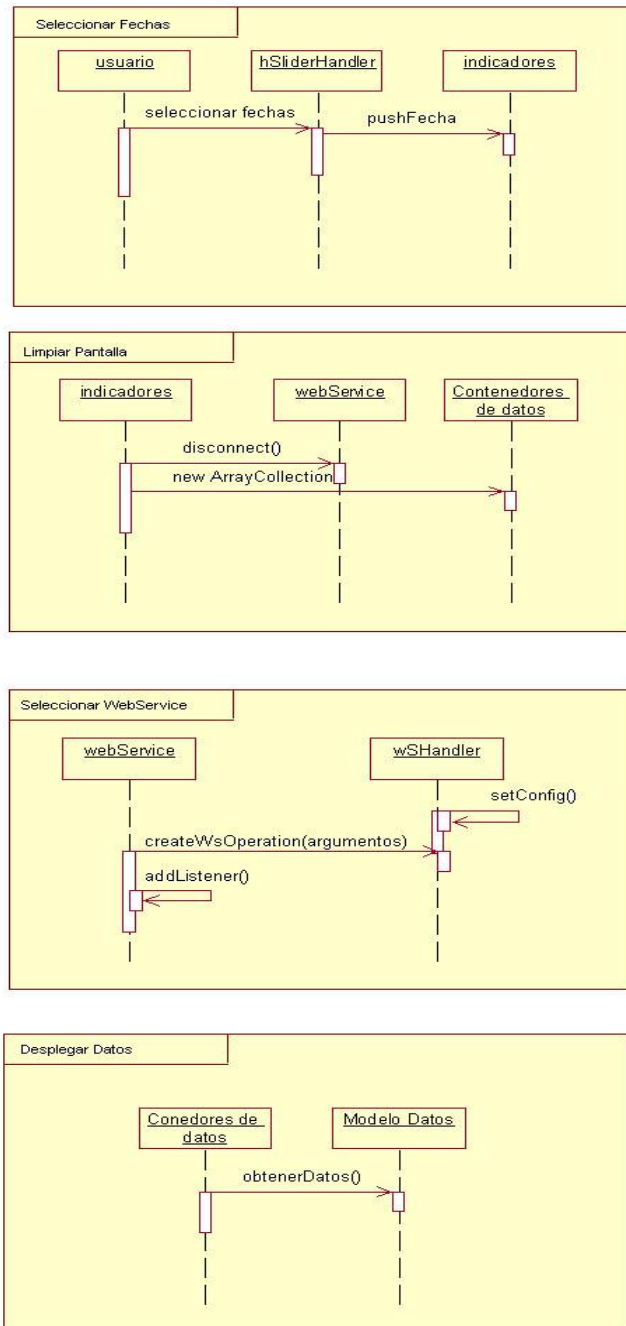 Seleccionar Fechas
usuario
hSliderHandler
indicadores
seleccionar fechas
pushFecha
Limpiar Pantalla
indicadores
webService
Contenedores
de datos
disconnect()
new ArrayCollection
Seleccionar WebService
webService
wSHandler
setConfig()
createWsOperation(argumentos)
addListener()
Desplegar Datos
Conedores de
datos
Modelo Datos
obtenerDatos()